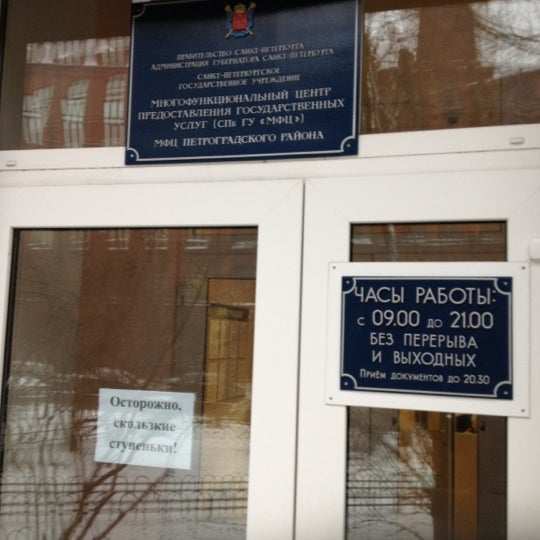 ПРАВИТЕЛЬСТВО САНКТ-ПЕТЕРБУРГА
АДМИНИСТРАЦИЯ ГУБЕРНАТОРА САНКТ-ПЕТЕРБУРГА
САНКТ-ПЕТЕРБУРГСКОЕ
ГОСУДАРСТВЕННОЕ УЧРЕЖДЕНИЕ
МНОГОФУНКЦИОНАЛЬНЫЙ ЦЕНТР
ПРЕДОСТАВЛЕНИЯ ГОСУДАРСТВЕННЫХ
УСЛУГ (СПб ГУ «МФЦ»)
МФЦ ПЕТРОГРАДСКОГО РАЙОНА
ЧАСЫ РАБОТЫ:
С 09.00 ДО 21.00
БЕЗ ПЕРЕРЫВА
И ВЫХОДНЫХ
ПРИЁМ ДОКУМЕНТОВ ДО 20.30
Осторожно,
скользкие
ступеньки!